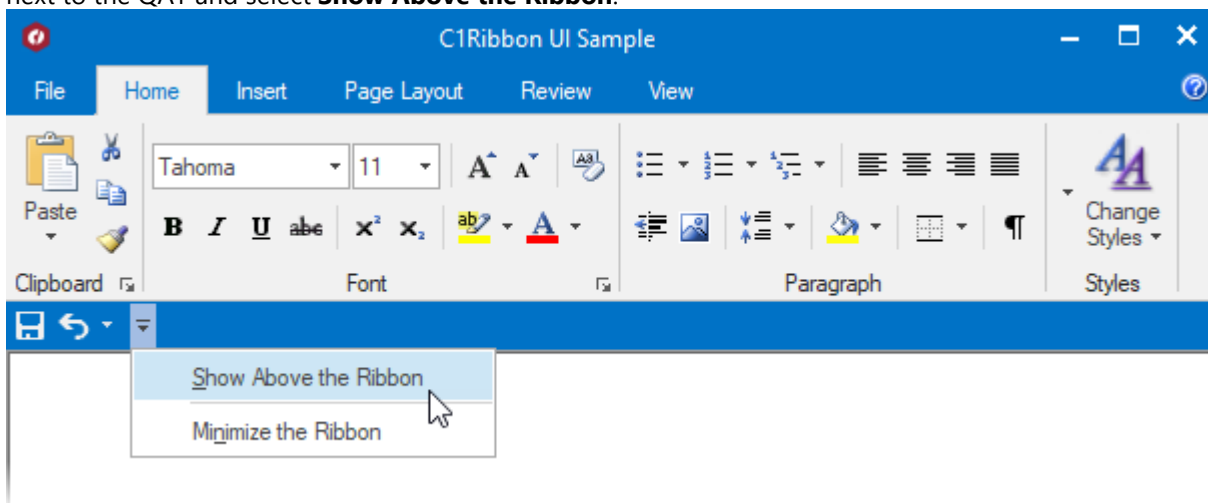 next to the QAT and select Show Above the Ribbon.
C1Ribbon UI Sample
File Home Insert Page Layout Review View
Tahoma 11
Paste
Change
Styles
Clipboard Font Paragraph Styles
Show Above the Ribbon
Minimize the Ribbon